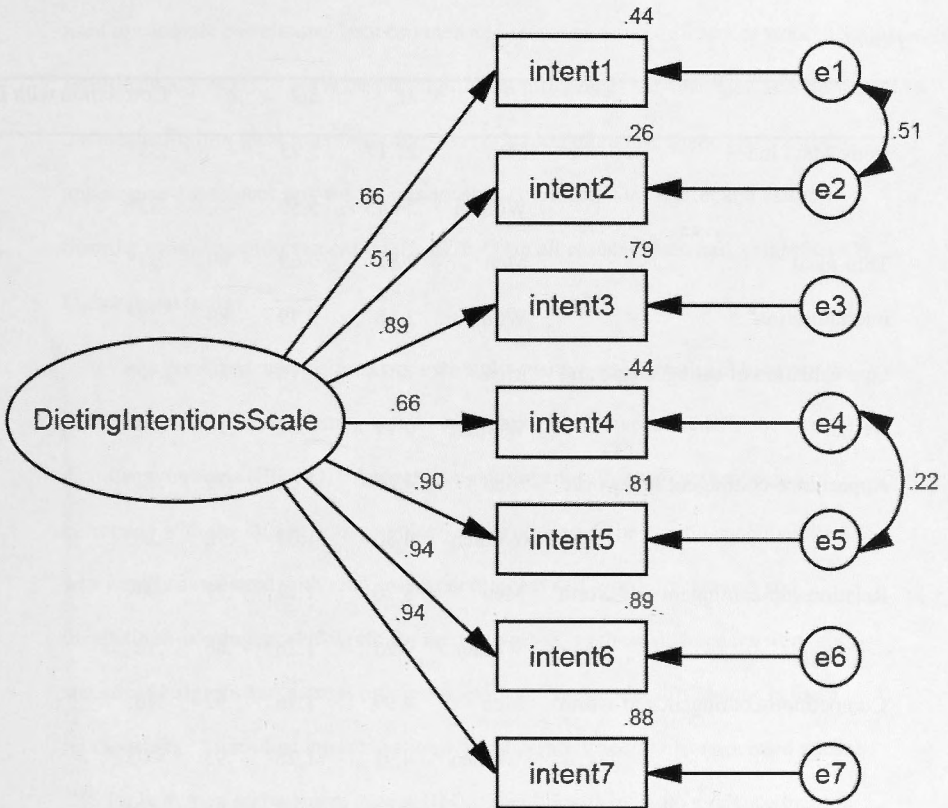 .44
intent1
e1
.51
.26
intent2
e2
.66
.51
.79
intent3
e3
.89
.44
DietingIntentionsScale
.66
intent4
e4
.22
.90
.81
intent5
e5
.94
.89
intent6
e6
.94
.88
intent7
e7